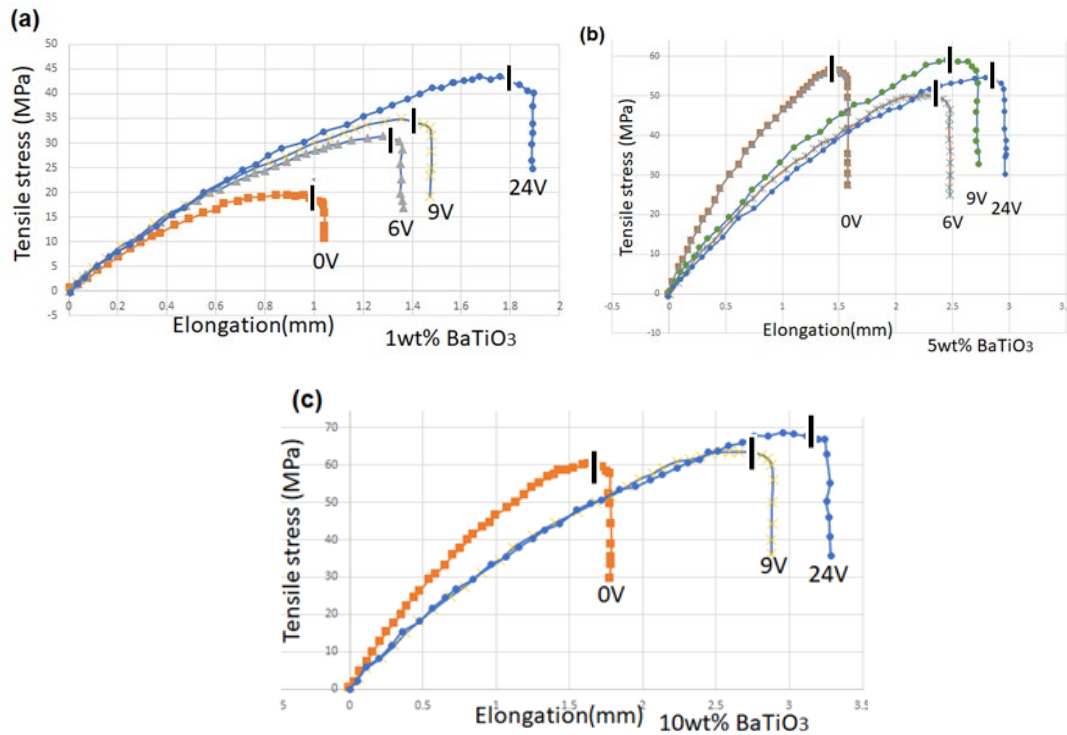 (a)
Tensile stress (MPa)
50
45
40
35
30
25
20
15
10
5
0
-5
0
0.2
0.4
0.6
0.8
1
1.2
1.4
1.6
1.8
2
24V
9V
6V
0V
Elongation(mm)
1wt% BaTiO3
(b)
Tensile stress (MPa)
60
50
40
30
20
10
0
-10
-0.5
0
0.5
1
1.5
2
2.5
3
3.5
0V
6V
9V
24V
Elongation(mm)
5wt% BaTiO3
(c)
Tensile stress (MPa)
70
60
50
40
30
20
10
0
5
0
0.5
1
1.5
2
2.5
3
3.5
0V
9V
24V
Elongation(mm)
10wt% BaTiO3